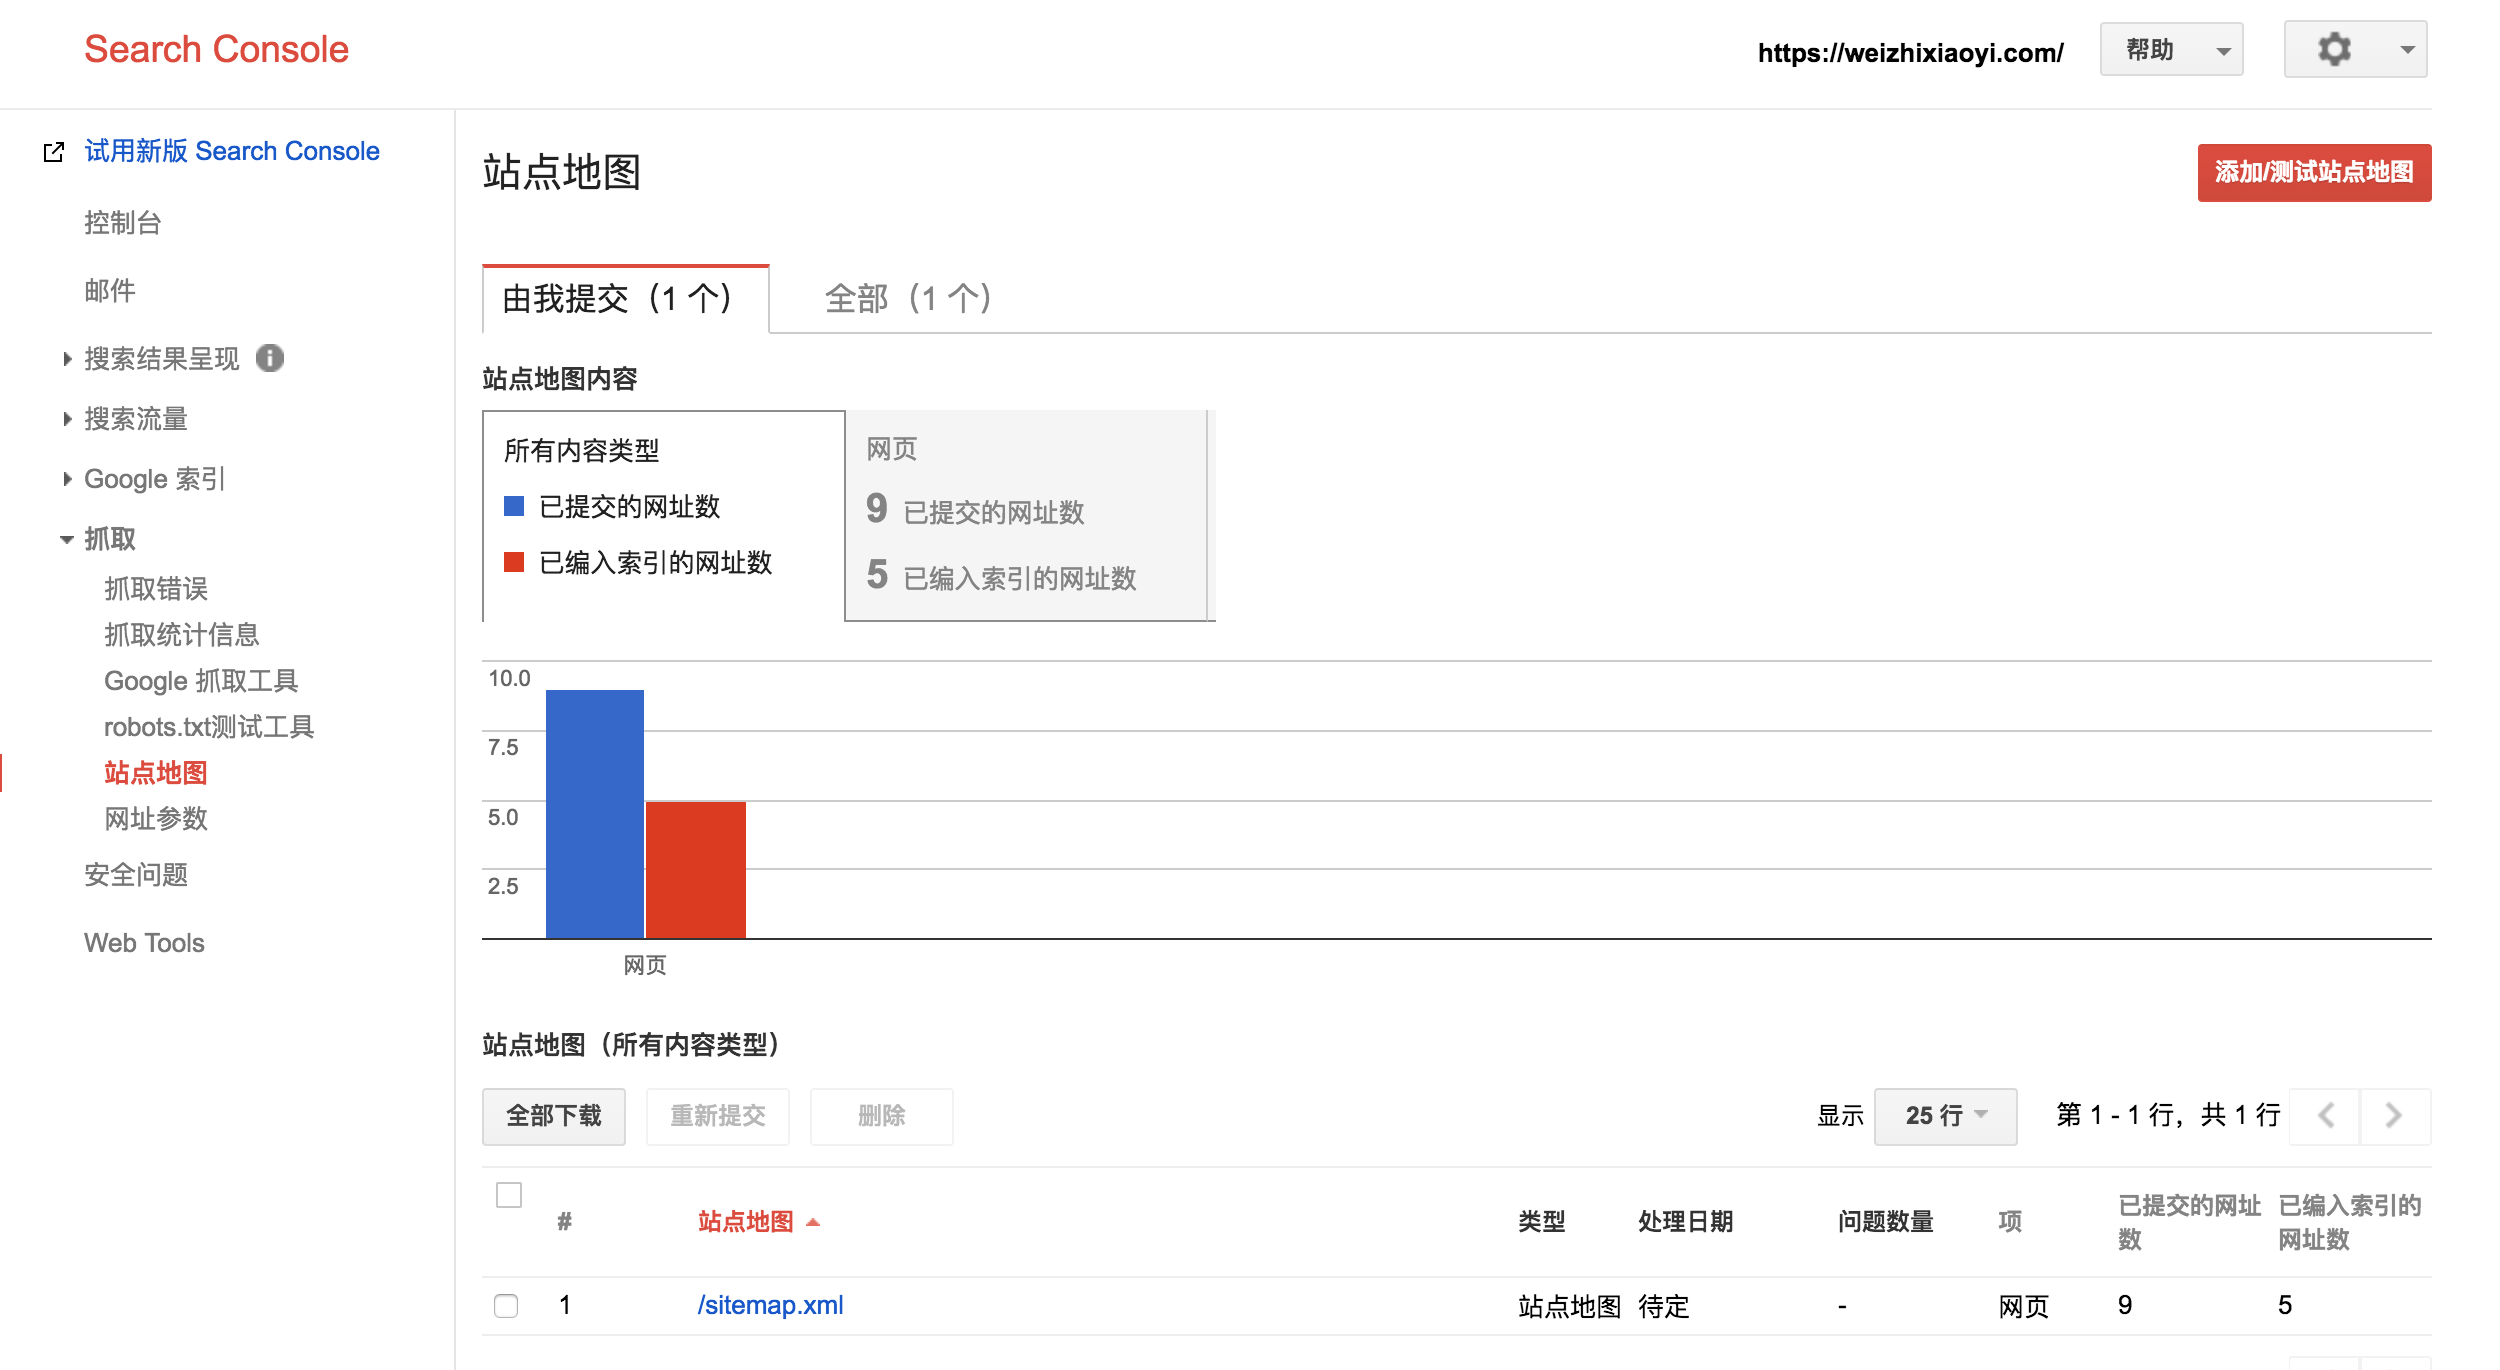 Search Console
https://weizhixiaoyi.com/
帮助
试用新版 Search Console
控制台
邮件
搜索结果呈现
搜索流量
Google 索引
抓取
抓取错误
抓取统计信息
Google 抓取工具
robots.txt测试工具
站点地图
网址参数
安全问题
Web Tools
站点地图
添加/测试站点地图
由我提交（1 个）
全部（1 个）
站点地图内容
所有内容类型
已提交的网址数
已编入索引的网址数
网页
9 已提交的网址数
5 已编入索引的网址数
10.0
7.5
5.0
2.5
网页
站点地图（所有内容类型）
全部下载
重新提交
删除
显示
25 行
第 1 - 1 行，共 1 行
#
站点地图
类型
处理日期
问题数量
项
已提交的网址
数
已编入索引的
网址数
1
/sitemap.xml
站点地图
待定
-
网页
9
5